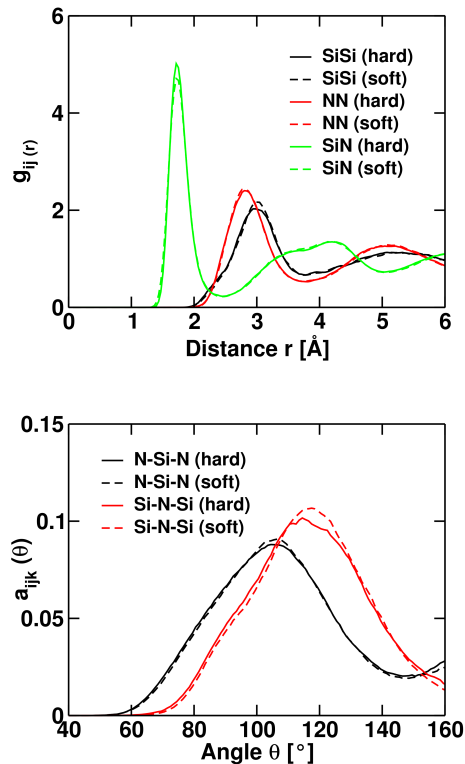 6
4
2
0
g ij (r)
SiSi (hard)
SiSi (soft)
NN (hard)
NN (soft)
SiN (hard)
SiN (soft)
0 1 2 3 4 5 6
Distance r [Å]
0.15
0.1
0.05
0
a ijk (θ)
N-Si-N (hard)
N-Si-N (soft)
Si-N-Si (hard)
Si-N-Si (soft)
40 60 80 100 120 140 160
Angle θ [°]